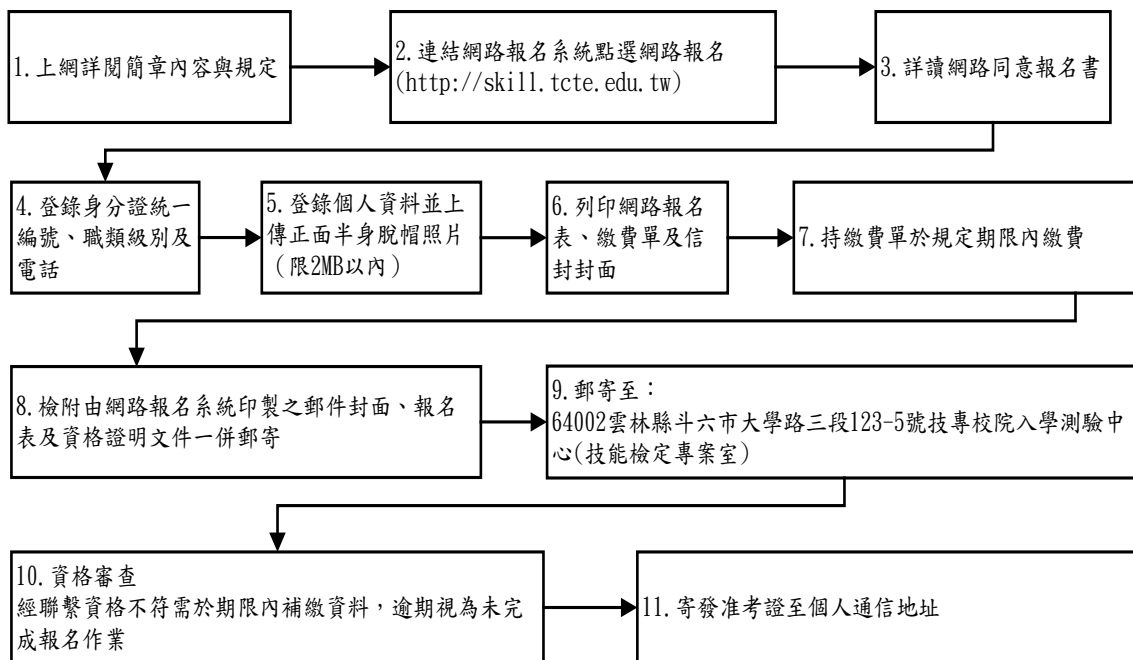 1.上網詳閱簡章內容與規定
2.連結網路報名系統點選網路報名
(http://skill.tcte.edu.tw)
3.詳讀網路同意報名書
4.登錄身分證統一
編號、職類級別及
電話
5.登錄個人資料並上
傳正面半身脫帽照片
（限2MB以內）
6.列印網路報名
表、繳費單及信
封封面
7.持繳費單於規定期限內繳費
8.檢附由網路報名系統印製之郵件封面、報名
表及資格證明文件一併郵寄
9.郵寄至：
64002雲林縣斗六市大學路三段123-5號技專校院入學測驗中
心(技能檢定專案室)
10.資格審查
經聯繫資格不符需於期限內補繳資料，逾期視為未完
成報名作業
11.寄發准考證至個人通信地址